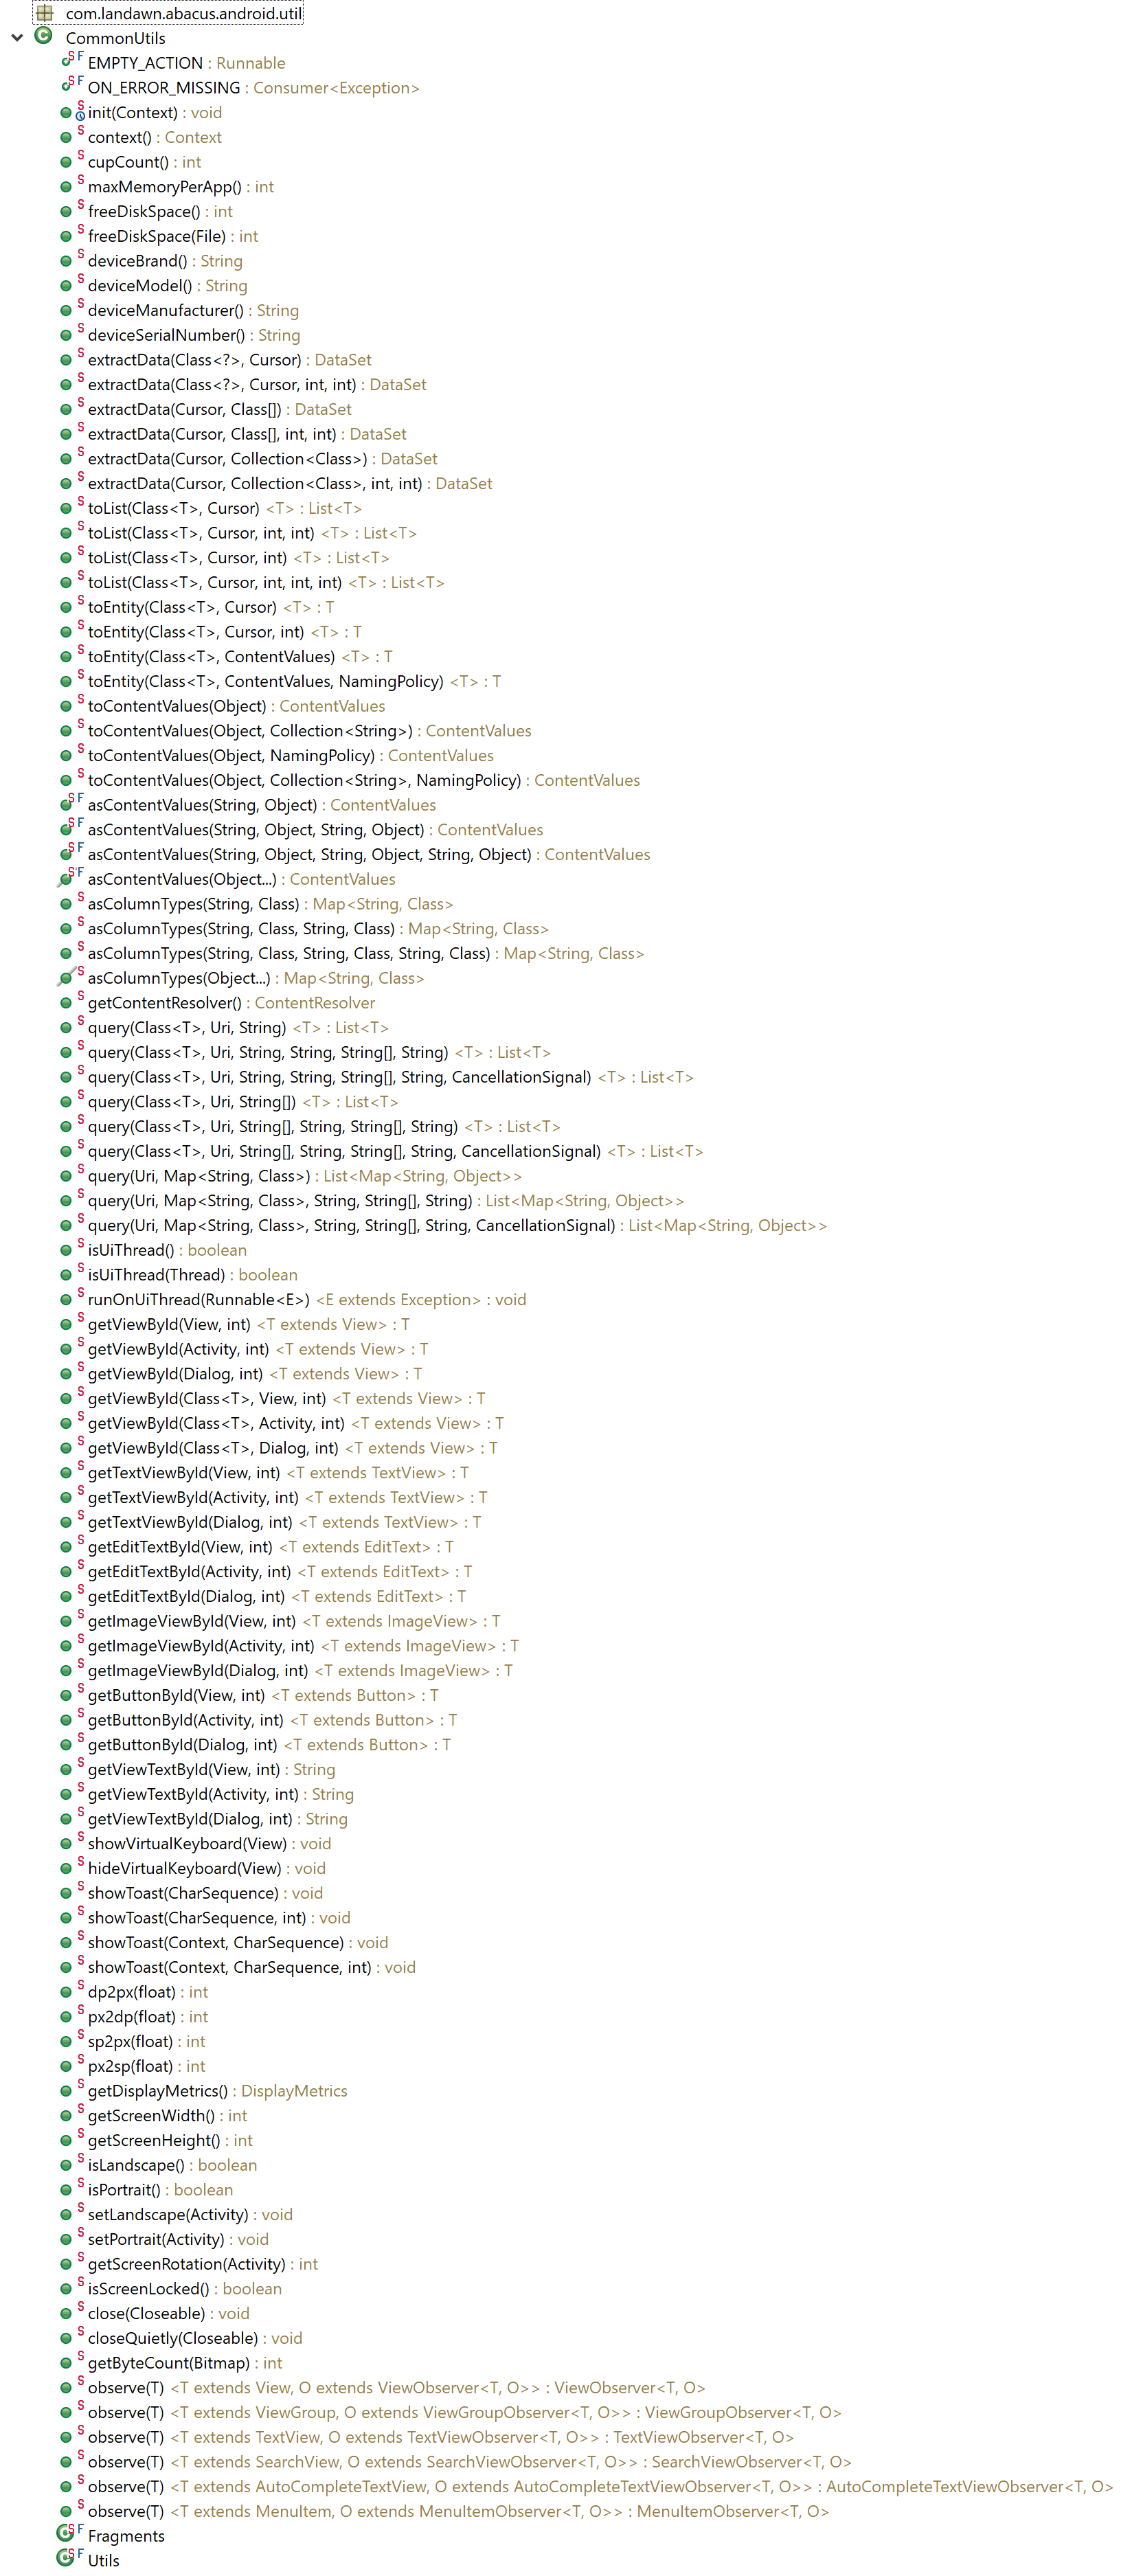 com.landawn.abacus.android.util
CommonUtils
EMPTY_ACTION : Runnable
ON_ERROR_MISSING : Consumer<Exception>
init(Context) : void
context() : Context
cupCount() : int
maxMemoryPerApp() : int
freeDiskSpace() : int
freeDiskSpace(File) : int
deviceBrand() : String
deviceModel() : String
deviceManufacturer() : String
deviceSerialNumber() : String
extractData(Class<?>, Cursor) : DataSet
extractData(Class<?>, Cursor, int, int) : DataSet
extractData(Cursor, Class[]) : DataSet
extractData(Cursor, Class[], int, int) : DataSet
extractData(Cursor, Collection<Class>) : DataSet
extractData(Cursor, Collection<Class>, int, int) : DataSet
toList(Class<T>, Cursor) <T> : List<T>
toList(Class<T>, Cursor, int, int) <T> : List<T>
toList(Class<T>, Cursor, int) <T> : List<T>
toList(Class<T>, Cursor, int, int, int) <T> : List<T>
toEntity(Class<T>, Cursor) <T> : T
toEntity(Class<T>, Cursor, int) <T> : T
toEntity(Class<T>, ContentValues) <T> : T
toEntity(Class<T>, ContentValues, NamingPolicy) <T> : T
toContentValues(Object) : ContentValues
toContentValues(Object, Collection<String>) : ContentValues
toContentValues(Object, NamingPolicy) : ContentValues
toContentValues(Object, Collection<String>, NamingPolicy) : ContentValues
asContentValues(String, Object) : ContentValues
asContentValues(String, Object, String, Object) : ContentValues
asContentValues(String, Object, String, Object, String, Object) : ContentValues
asContentValues(Object...) : ContentValues
asColumnTypes(String, Class) : Map<String, Class>
asColumnTypes(String, Class, String, Class) : Map<String, Class>
asColumnTypes(String, Class, String, Class, String, Class) : Map<String, Class>
asColumnTypes(Object...) : Map<String, Class>
getContentResolver() : ContentResolver
query(Class<T>, Uri, String) <T> : List<T>
query(Class<T>, Uri, String, String, String[], String) <T> : List<T>
query(Class<T>, Uri, String, String, String[], String, CancellationSignal) <T> : List<T>
query(Class<T>, Uri, String[]) <T> : List<T>
query(Class<T>, Uri, String[], String, String[], String) <T> : List<T>
query(Class<T>, Uri, String[], String, String[], String, CancellationSignal) <T> : List<T>
query(Uri, Map<String, Class>) : List<Map<String, Object>>
query(Uri, Map<String, Class>, String, String[], String) : List<Map<String, Object>>
query(Uri, Map<String, Class>, String, String[], String, CancellationSignal) : List<Map<String, Object>>
isUiThread() : boolean
isUiThread(Thread) : boolean
runOnUiThread(Runnable<E>) <E extends Exception> : void
getViewById(View, int) <T extends View> : T
getViewById(Activity, int) <T extends View> : T
getViewById(Dialog, int) <T extends View> : T
getViewById(Class<T>, View, int) <T extends View> : T
getViewById(Class<T>, Activity, int) <T extends View> : T
getViewById(Class<T>, Dialog, int) <T extends View> : T
getTextViewById(View, int) <T extends TextView> : T
getTextViewById(Activity, int) <T extends TextView> : T
getTextViewById(Dialog, int) <T extends TextView> : T
getEditTextById(View, int) <T extends EditText> : T
getEditTextById(Activity, int) <T extends EditText> : T
getEditTextById(Dialog, int) <T extends EditText> : T
getImageViewById(View, int) <T extends ImageView> : T
getImageViewById(Activity, int) <T extends ImageView> : T
getImageViewById(Dialog, int) <T extends ImageView> : T
getButtonById(View, int) <T extends Button> : T
getButtonById(Activity, int) <T extends Button> : T
getButtonById(Dialog, int) <T extends Button> : T
getViewTextById(View, int) : String
getViewTextById(Activity, int) : String
getViewTextById(Dialog, int) : String
showVirtualKeyboard(View) : void
hideVirtualKeyboard(View) : void
showToast(CharSequence) : void
showToast(CharSequence, int) : void
showToast(Context, CharSequence) : void
showToast(Context, CharSequence, int) : void
dp2px(float) : int
px2dp(float) : int
sp2px(float) : int
px2sp(float) : int
getDisplayMetrics() : DisplayMetrics
getScreenWidth() : int
getScreenHeight() : int
isLandscape() : boolean
isPortrait() : boolean
setLandscape(Activity) : void
setPortrait(Activity) : void
getScreenRotation(Activity) : int
isScreenLocked() : boolean
close(Closeable) : void
closeQuietly(Closeable) : void
getByteCount(Bitmap) : int
observe(T) <T extends View, O extends ViewObserver<T, O>> : ViewObserver<T, O>
observe(T) <T extends ViewGroup, O extends ViewGroupObserver<T, O>> : ViewGroupObserver<T, O>
observe(T) <T extends TextView, O extends TextViewObserver<T, O>> : TextViewObserver<T, O>
observe(T) <T extends SearchView, O extends SearchViewObserver<T, O>> : SearchViewObserver<T, O>
observe(T) <T extends AutoCompleteTextView, O extends AutoCompleteTextViewObserver<T, O>> : AutoCompleteTextViewObserver<T, O>
observe(T) <T extends MenuItem, O extends MenuItemObserver<T, O>> : MenuItemObserver<T, O>
Fragments
Utils